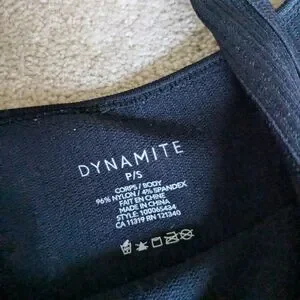 DYNAMITE
P/S
CORPS / BODY
96% NYLON / 4% SPANDEX
FAIT EN CHINE
MADE IN CHINA
STYLE: 100065434
CA 11319 RN 121340